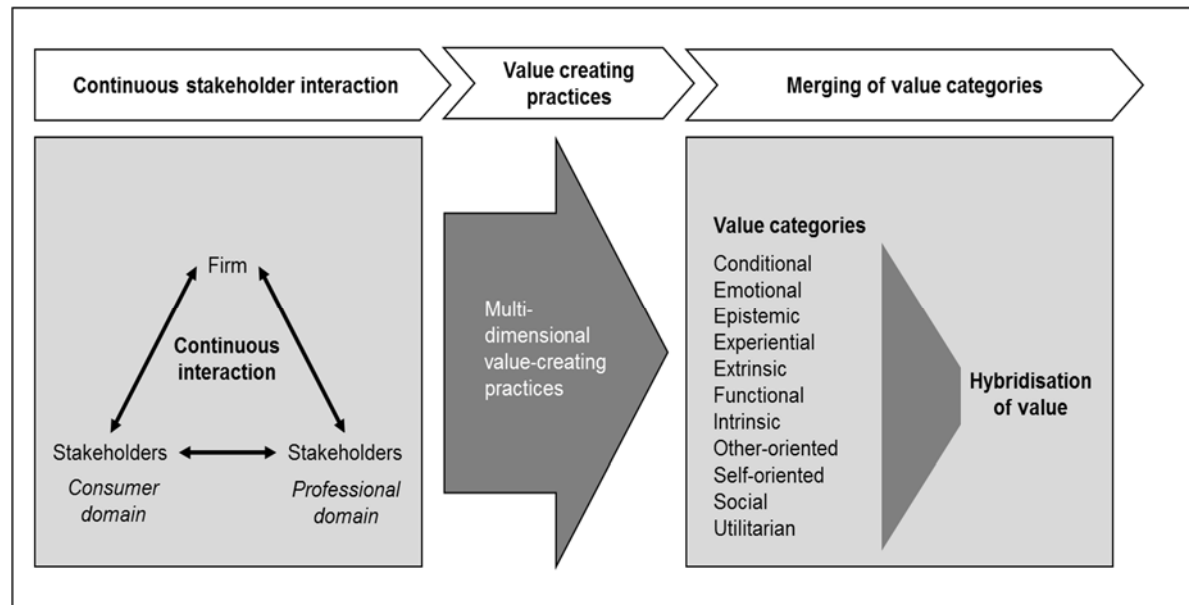 Continuous stakeholder interaction
Value creating
practices
Merging of value categories
Firm
Continuous
interaction
Stakeholders
Consumer
domain
Stakeholders
Professional
domain
Multi-
dimensional
value-creating
practices
Value categories
Conditional
Emotional
Epistemic
Experiential
Extrinsic
Functional
Intrinsic
Other-oriented
Self-oriented
Social
Utilitarian
Hybridisation
of value